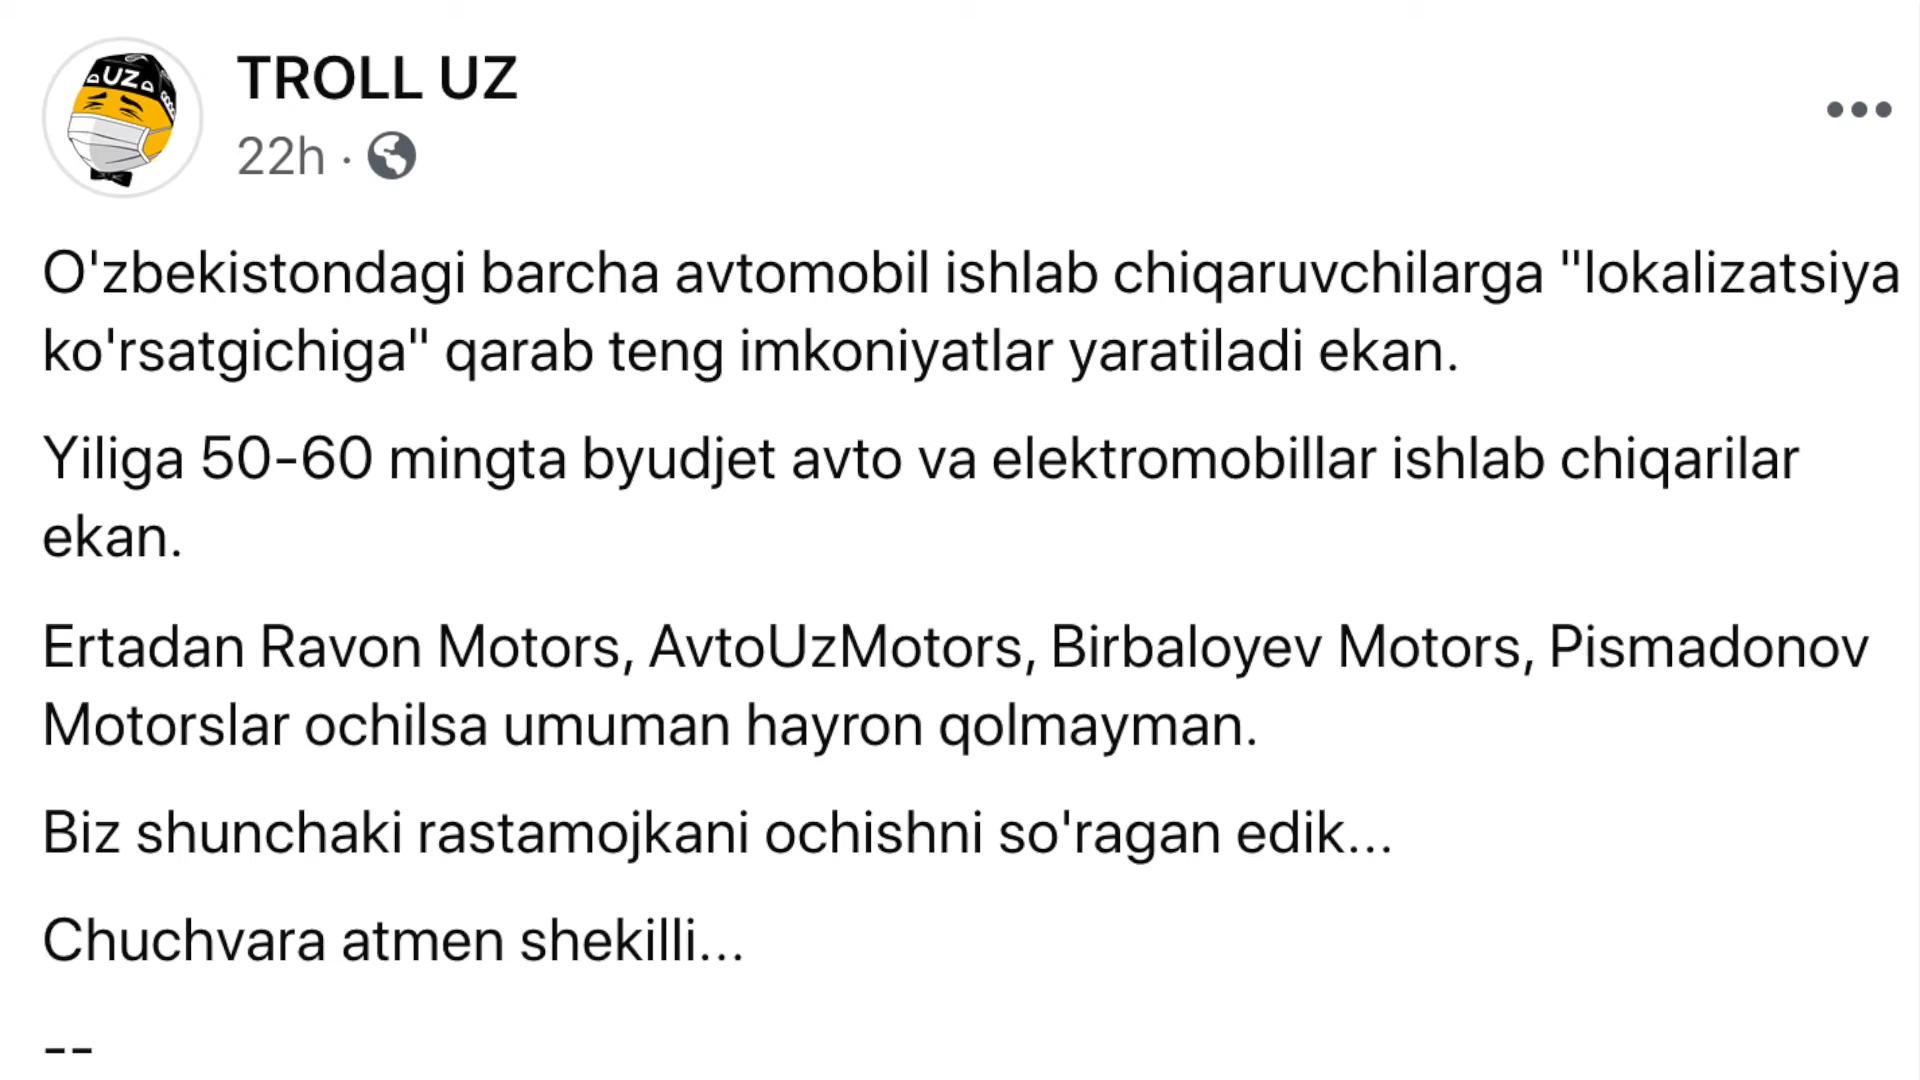 UZ
TROLL UZ
22h ·
O'zbekistondagi barcha avtomobil ishlab chiqaruvchilarga "lokalizatsiya
ko'rsatgichiga" qarab teng imkoniyatlar yaratiladi ekan.
Yiliga 50-60 mingta byudjet avto va elektromobillar ishlab chiqarilar
ekan.
Ertadan Ravon Motors, AvtoUzMotors, Birbaloyev Motors, Pismadonov
Motorslar ochilsa umuman hayron qolmayman.
Biz shunchaki rastamojkani ochishni so'ragan edik...
Chuchvara atmen shekilli...
--